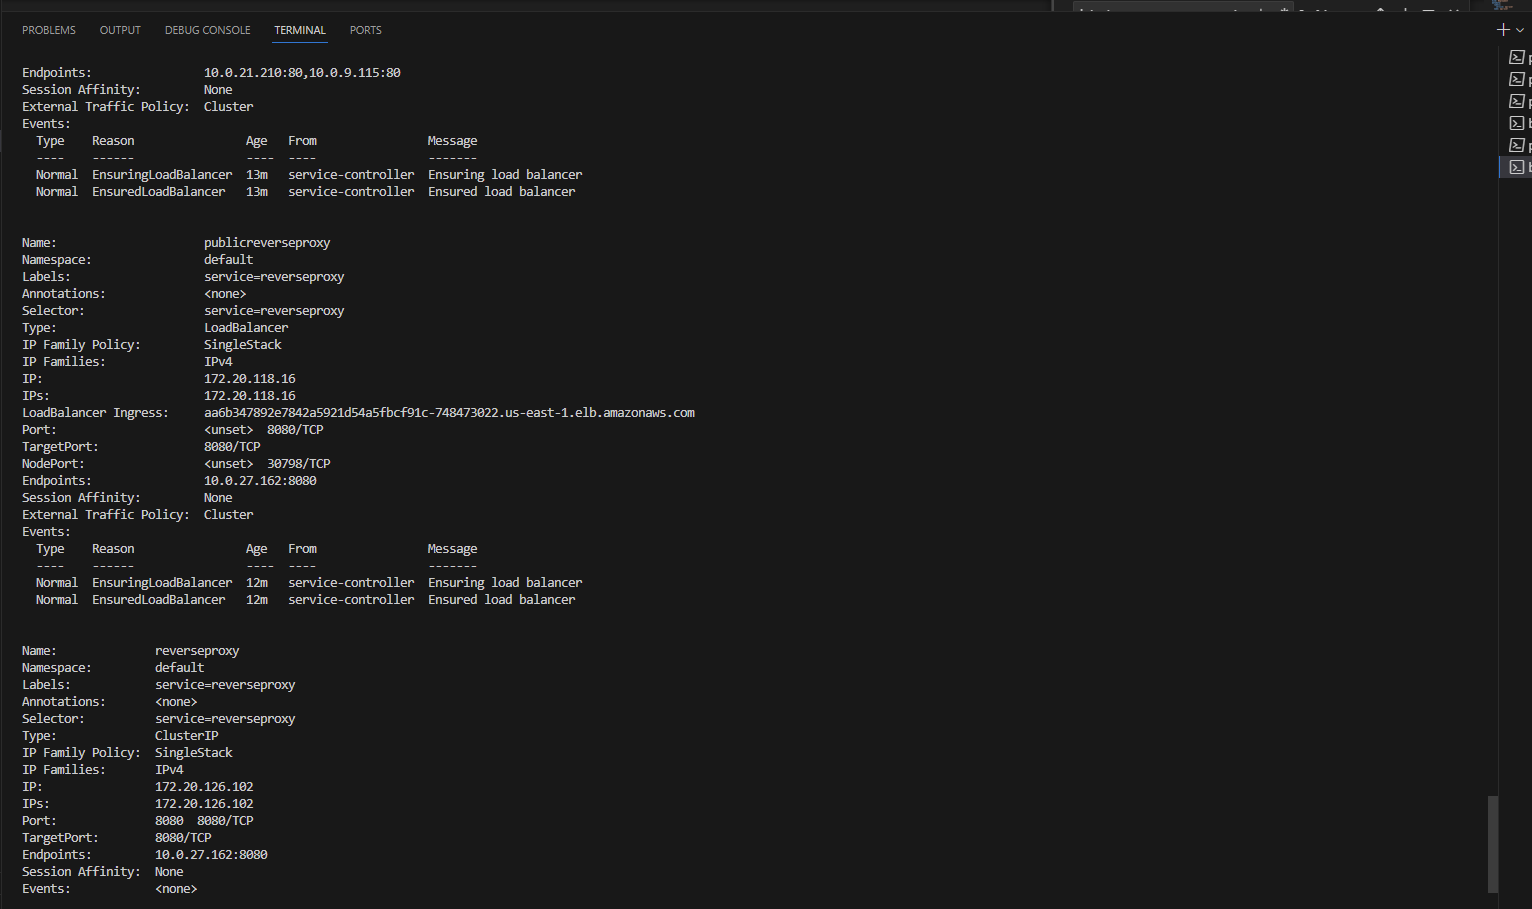 PROBLEMS OUTPUT DEBUG CONSOLE TERMINAL PORTS
Endpoints: 10.0.21.210:80,10.0.9.115:80
Session Affinity: None
External Traffic Policy: Cluster
Events:
Type Reason Age From Message
---- ------ ---- ---- -------
Normal EnsuringLoadBalancer 13m service-controller Ensuring load balancer
Normal EnsuredLoadBalancer 13m service-controller Ensured load balancer
Name: publicreverseproxy
Namespace: default
Labels: service=reverseproxy
Annotations: <none>
Selector: service=reverseproxy
Type: LoadBalancer
IP Family Policy: SingleStack
IP Families: IPv4
IP: 172.20.118.16
IPs: 172.20.118.16
LoadBalancer Ingress: aa6b347892e7842a5921d54a5fbcf91c-748473022.us-east-1.elb.amazonaws.com
Port: <unset> 8080/TCP
TargetPort: 8080/TCP
NodePort: <unset> 30798/TCP
Endpoints: 10.0.27.162:8080
Session Affinity: None
External Traffic Policy: Cluster
Events:
Type Reason Age From Message
---- ------ ---- ---- -------
Normal EnsuringLoadBalancer 12m service-controller Ensuring load balancer
Normal EnsuredLoadBalancer 12m service-controller Ensured load balancer
Name: reverseproxy
Namespace: default
Labels: service=reverseproxy
Annotations: <none>
Selector: service=reverseproxy
Type: ClusterIP
IP Family Policy: SingleStack
IP Families: IPv4
IP: 172.20.126.102
IPs: 172.20.126.102
Port: 8080 8080/TCP
TargetPort: 8080/TCP
Endpoints: 10.0.27.162:8080
Session Affinity: None
Events: <none>